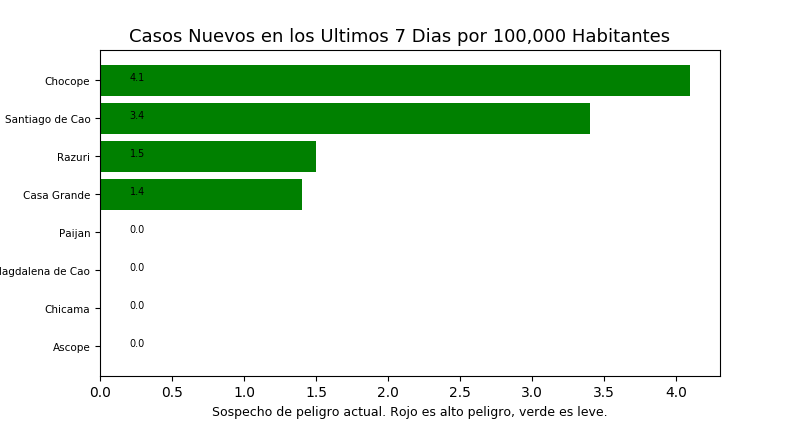 Casos Nuevos en los Ultimos 7 Dias por 100,000 Habitantes
Chocope 4.1
Santiago de Cao 3.4
Razuri 1.5
Casa Grande 1.4
Paijan 0.0
de Cao 0.0
Chicama 0.0
Ascope 0.0
0.0 0.5 1.0 1.5 2.0 2.5 3.0 3.5 4.0
Sospecho de peligro actual. Rojo es alto peligro, verde es leve.